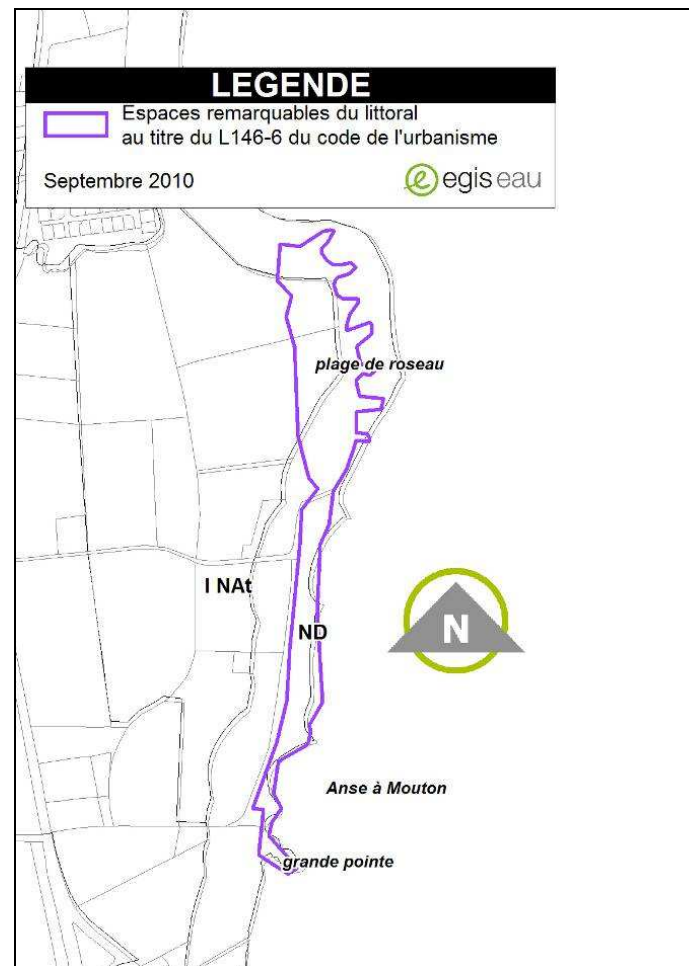 LEGENDE
Espaces remarquables du littoral
au titre du L146-6 du code de l'urbanisme
Septembre 2010
egis eau
plage de roseau
I NAt
ND
N
Anse à Mouton
grande pointe